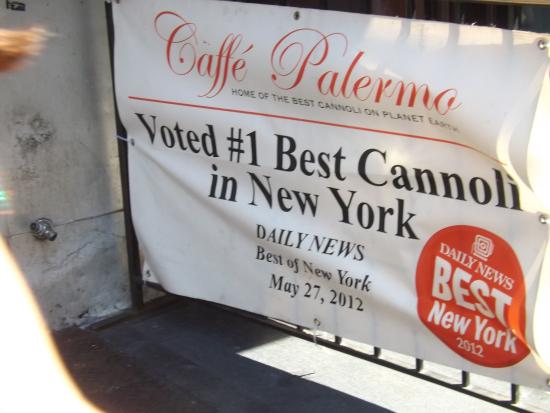 Caffé Palermo
HOME OF THE BEST CANNOLI ON PLANET EARTH
Voted #1 Best Cannoli
in New York
DAILY NEWS
Best of New York
May 27, 2012
DAILY NEWS
BEST
OF
New York
2012